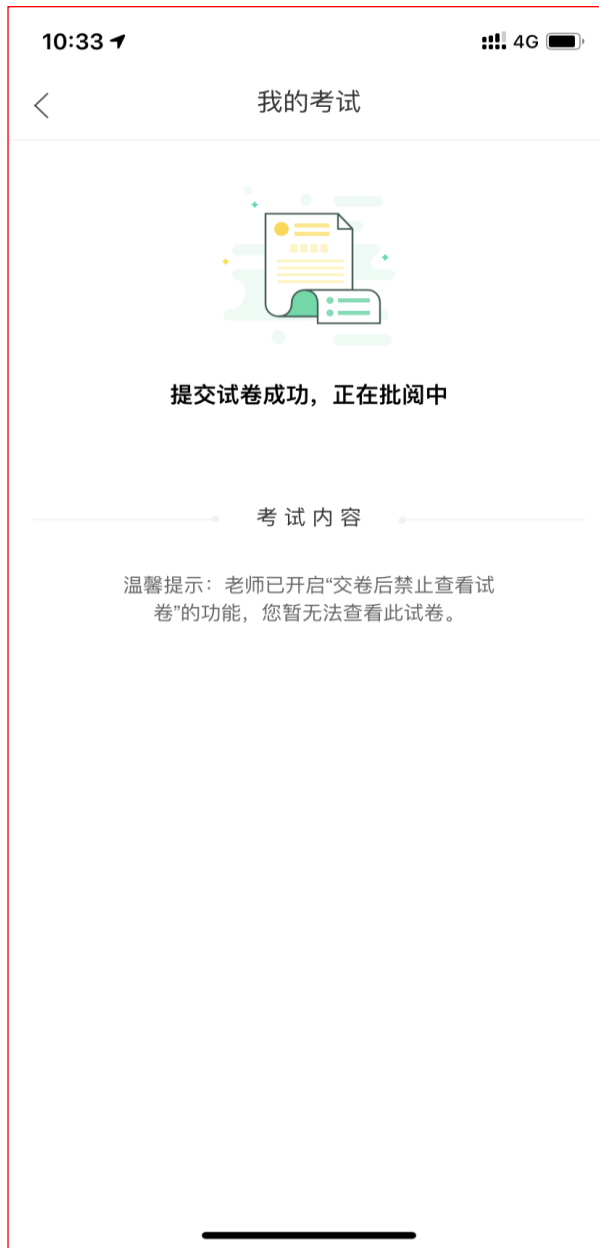 10:33
4G
我的考试
提交试卷成功，正在批阅中
考试内容
温馨提示：老师已开启“交卷后禁止查看试
卷”的功能，您暂无法查看此试卷。